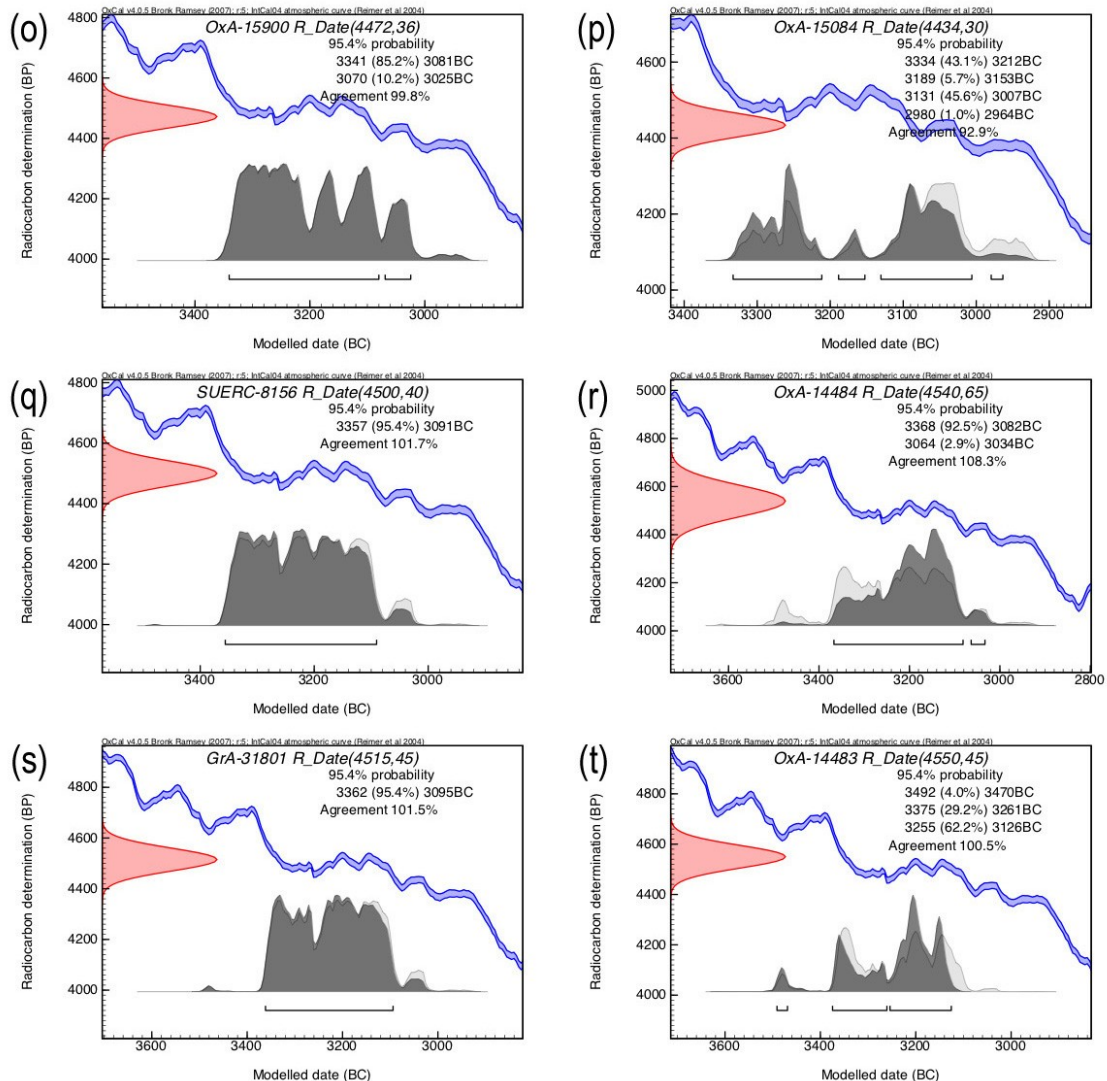 (o)
OxCal v4.0.5 Bronk Ramsey (2007); r:5; IntCal04 atmospheric curve (Reimer et al 2004)
OxA-15900 R_Date(4472,36)
95.4% probability
3341 (85.2%) 3081BC
3070 (10.2%) 3025BC
Agreement 99.8%
Radiocarbon determination (BP)
4800
4600
4400
4200
4000
3400
3200
3000
Modelled date (BC)
(p)
OxCal v4.0.5 Bronk Ramsey (2007); r:5; IntCal04 atmospheric curve (Reimer et al 2004)
OxA-15084 R_Date(4434,30)
95.4% probability
3334 (43.1%) 3212BC
3189 (5.7%) 3153BC
3131 (45.6%) 3007BC
2980 (1.0%) 2964BC
Agreement 92.9%
Radiocarbon determination (BP)
4600
4400
4200
4000
3400
3300
3200
3100
3000
2900
Modelled date (BC)
(q)
OxCal v4.0.5 Bronk Ramsey (2007); r:5; IntCal04 atmospheric curve (Reimer et al 2004)
SUERC-8156 R_Date(4500,40)
95.4% probability
3357 (95.4%) 3091BC
Agreement 101.7%
Radiocarbon determination (BP)
4800
4600
4400
4200
4000
3400
3200
3000
Modelled date (BC)
(r)
OxCal v4.0.5 Bronk Ramsey (2007); r:5; IntCal04 atmospheric curve (Reimer et al 2004)
OxA-14484 R_Date(4540,65)
95.4% probability
3368 (92.5%) 3082BC
3064 (2.9%) 3034BC
Agreement 108.3%
Radiocarbon determination (BP)
5000
4800
4600
4400
4200
4000
3600
3400
3200
3000
2800
Modelled date (BC)
(s)
OxCal v4.0.5 Bronk Ramsey (2007); r:5; IntCal04 atmospheric curve (Reimer et al 2004)
GrA-31801 R_Date(4515,45)
95.4% probability
3362 (95.4%) 3095BC
Agreement 101.5%
Radiocarbon determination (BP)
4800
4600
4400
4200
4000
3600
3400
3200
3000
Modelled date (BC)
(t)
OxCal v4.0.5 Bronk Ramsey (2007); r:5; IntCal04 atmospheric curve (Reimer et al 2004)
OxA-14483 R_Date(4550,45)
95.4% probability
3492 (4.0%) 3470BC
3375 (29.2%) 3261BC
3255 (62.2%) 3126BC
Agreement 100.5%
Radiocarbon determination (BP)
4800
4600
4400
4200
4000
3600
3400
3200
3000
Modelled date (BC)